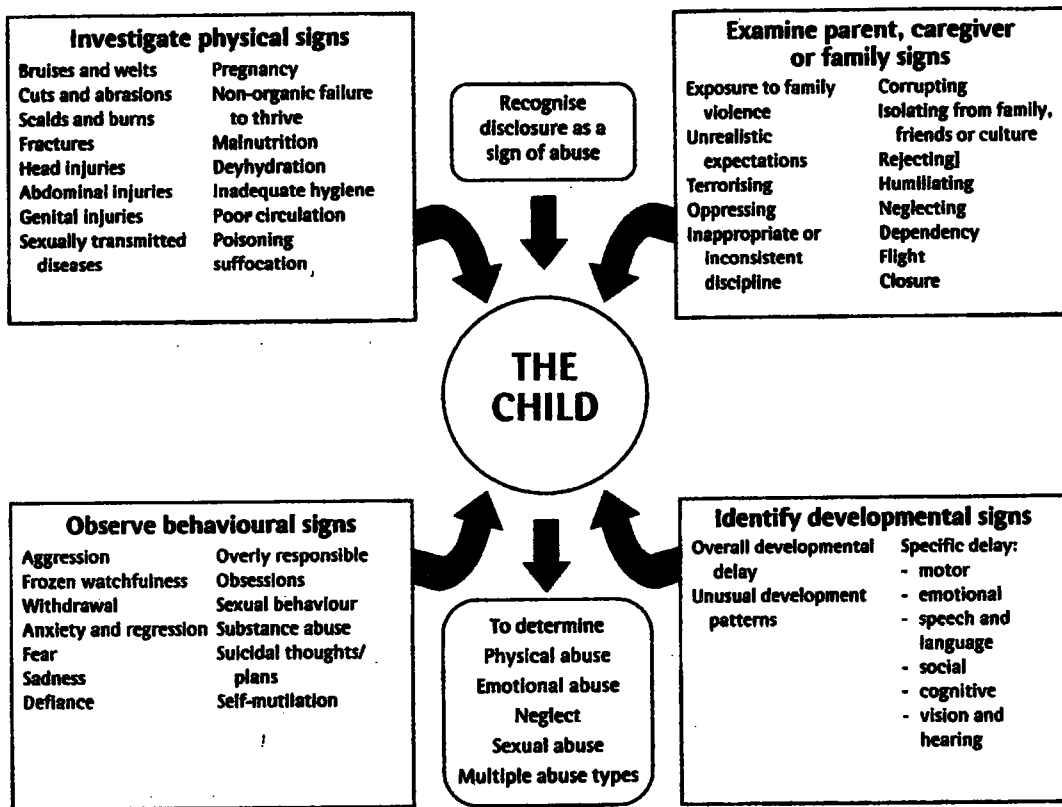 Investigate physical signs
Bruises and welts
Cuts and abrasions
Scalds and burns
Fractures
Head injuries
Abdominal injuries
Genital injuries
Sexually transmitted
diseases
Pregnancy
Non-organic failure
to thrive
Malnutrition
Deyhydration
Inadequate hygiene
Poor circulation
Poisoning
suffocation
Recognise
disclosure as a
sign of abuse
Examine parent, caregiver
or family signs
Exposure to family
violence
Unrealistic
expectations
Terrorising
Oppressing
Inappropriate or
inconsistent
discipline
Corrupting
Isolating from family,
friends or culture
Rejecting]
Humiliating
Neglecting
Dependency
Flight
Closure
THE
CHILD
Observe behavioural signs
Aggression
Frozen watchfulness
Withdrawal
Anxiety and regression
Fear
Sadness
Defiance
Overly responsible
Obsessions
Sexual behaviour
Substance abuse
Suicidal thoughts/
plans
Self-mutilation
To determine
Physical abuse
Emotional abuse
Neglect
Sexual abuse
Multiple abuse types
Identify developmental signs
Overall developmental
delay
Unusual development
patterns
Specific delay:
- motor
- emotional
- speech and
language
- social
- cognitive
- vision and
hearing